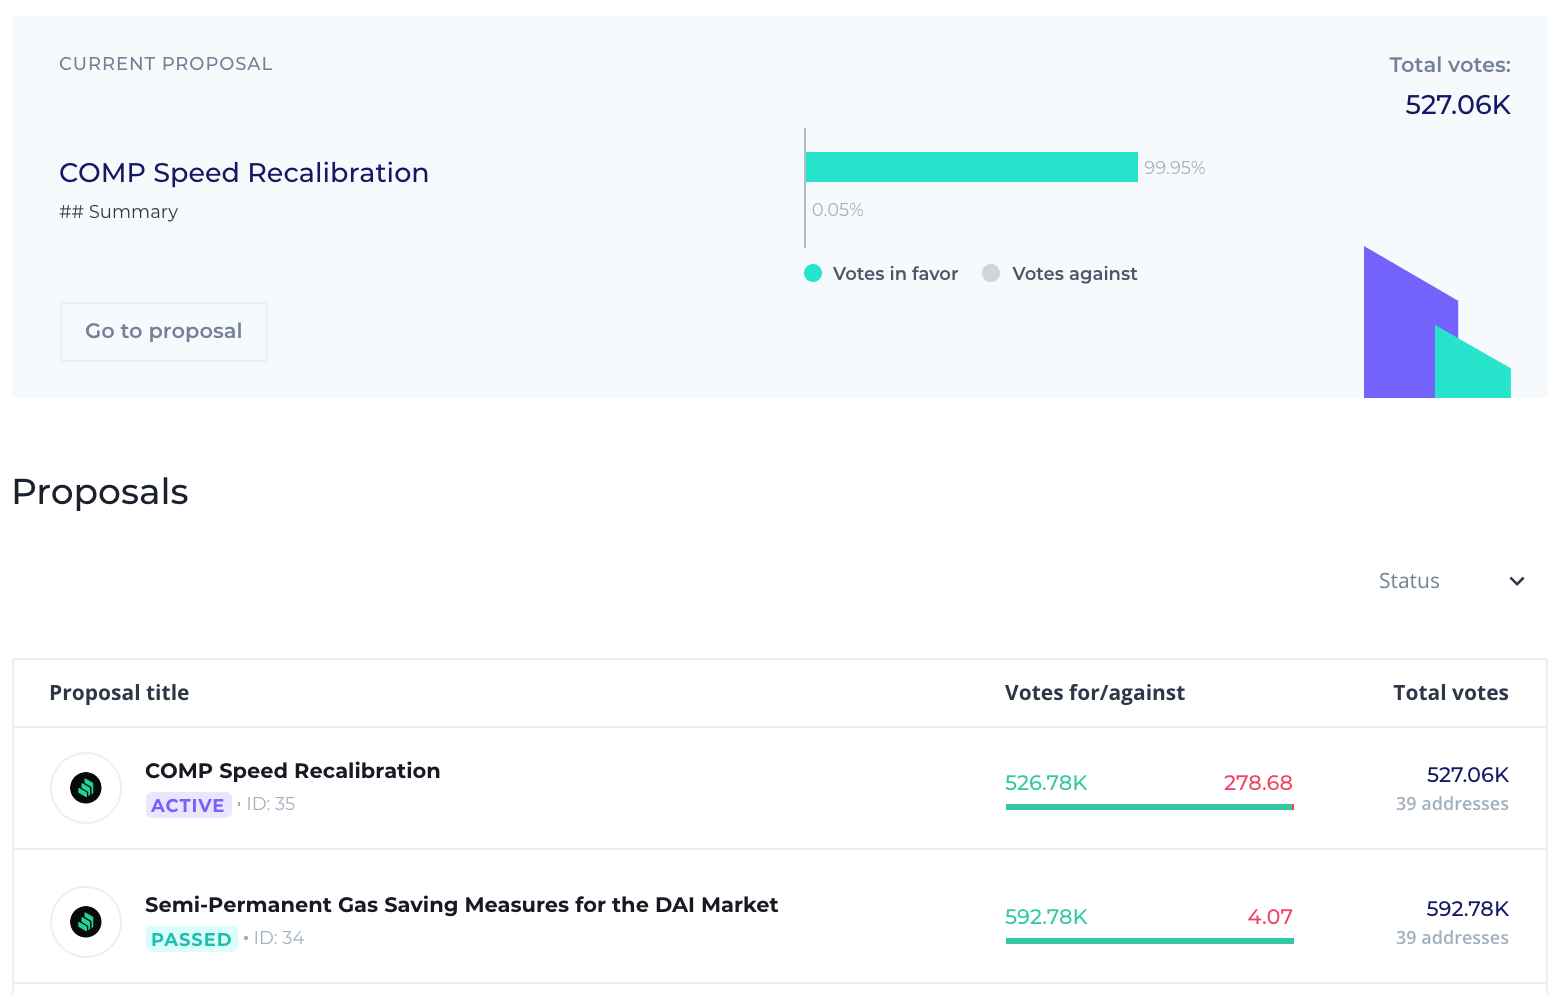 CURRENT PROPOSAL
Total votes:
527.06K
COMP Speed Recalibration
## Summary
99.95%
0.05%
Votes in favor
Votes against
Go to proposal
Proposals
Status
Proposal title
Votes for/against
Total votes
COMP Speed Recalibration
ACTIVE • ID: 35
526.78K
278.68
527.06K
39 addresses
Semi-Permanent Gas Saving Measures for the DAI Market
PASSED • ID: 34
592.78K
4.07
592.78K
39 addresses